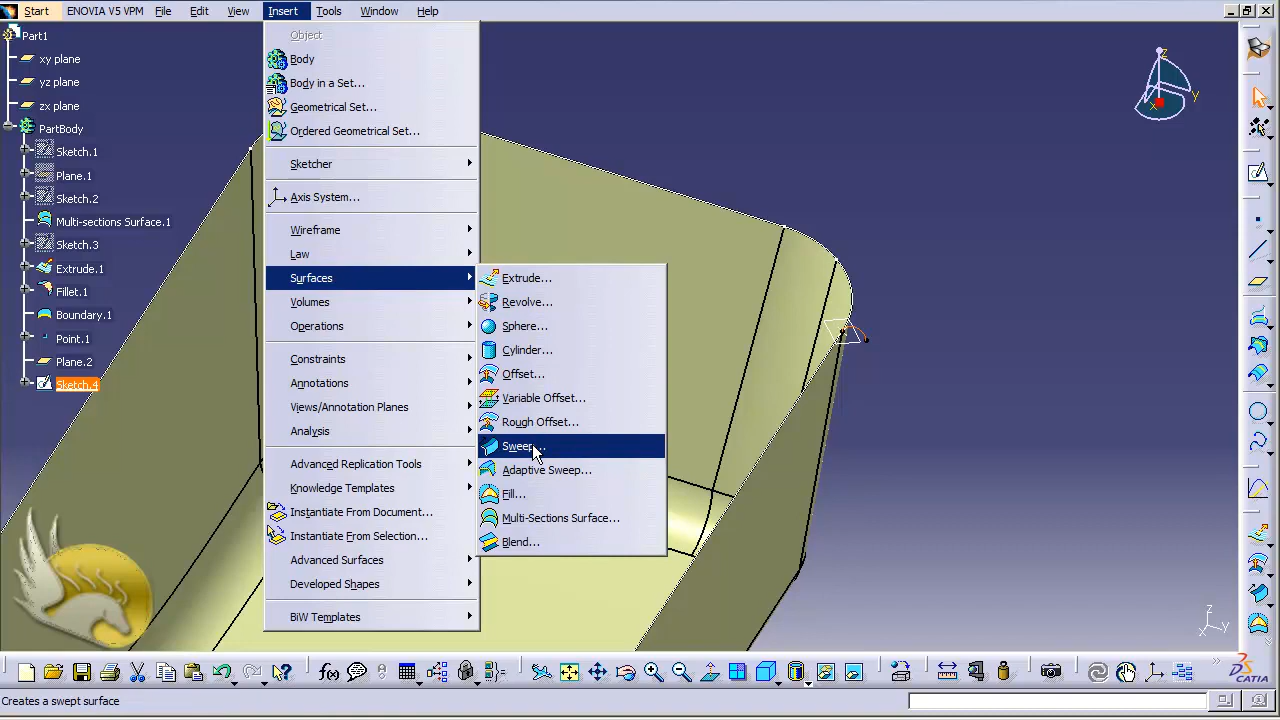 Start
ENOVIA V5 VPM
File
Edit
View
Insert
Tools
Window
Help
Part1
xy plane
yz plane
zx plane
PartBody
Sketch.1
Plane.1
Sketch.2
Multi-sections Surface.1
Sketch.3
Extrude.1
Fillet.1
Boundary.1
Point.1
Plane.2
Sketch.4
Object
Body
Body in a Set...
Geometrical Set...
Ordered Geometrical Set...
Sketcher
Axis System...
Wireframe
Law
Surfaces
Volumes
Operations
Constraints
Annotations
Views/Annotation Planes
Analysis
Advanced Replication Tools
Knowledge Templates
Instantiate From Document...
Instantiate From Selection...
Advanced Surfaces
Developed Shapes
BiW Templates
Extrude...
Revolve...
Sphere...
Cylinder...
Offset...
Variable Offset...
Rough Offset...
Sweep...
Adaptive Sweep...
Fill...
Multi-Sections Surface...
Blend...
z
y
x
z
x
y
f(x)
CATIA
Creates a swept surface